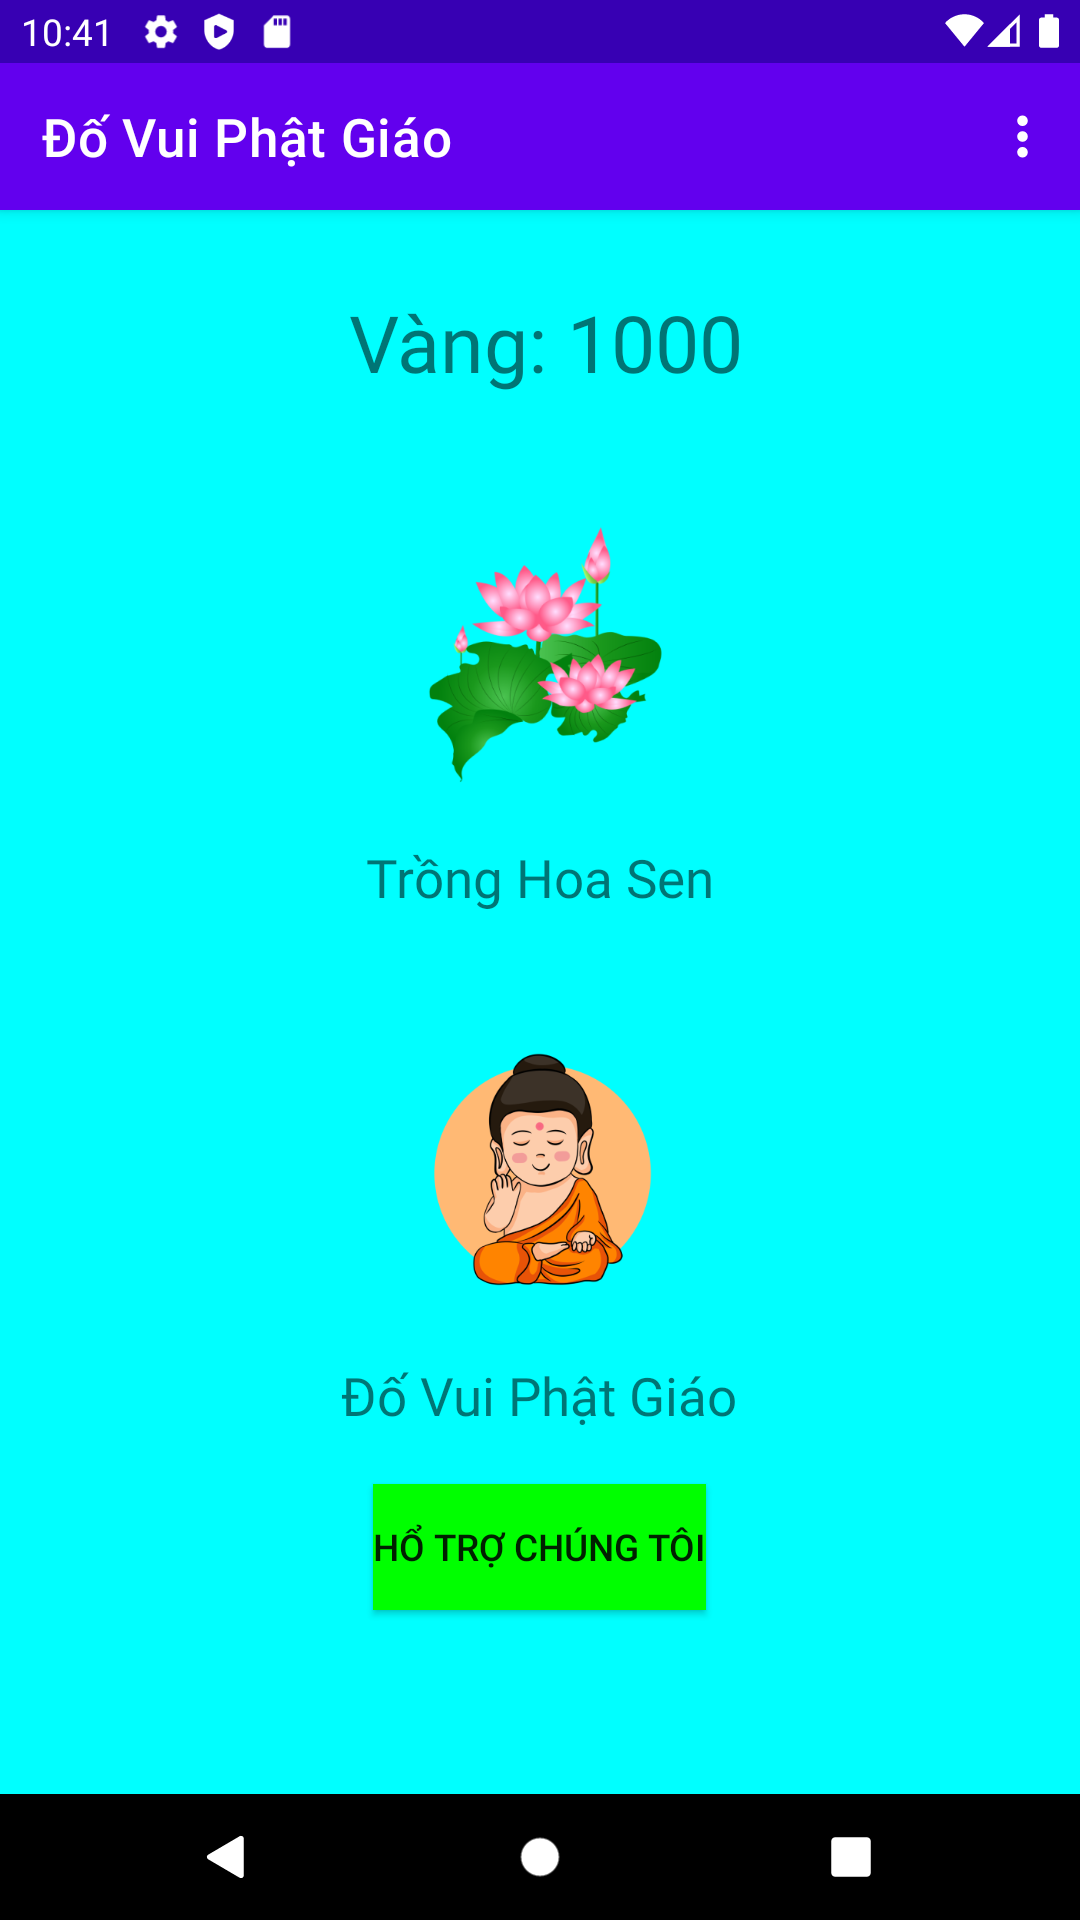 10:41
Đố Vui Phật Giáo
Vàng: 1000
Trồng Hoa Sen
Đố Vui Phật Giáo
HỔ TRỢ CHÚNG TÔI